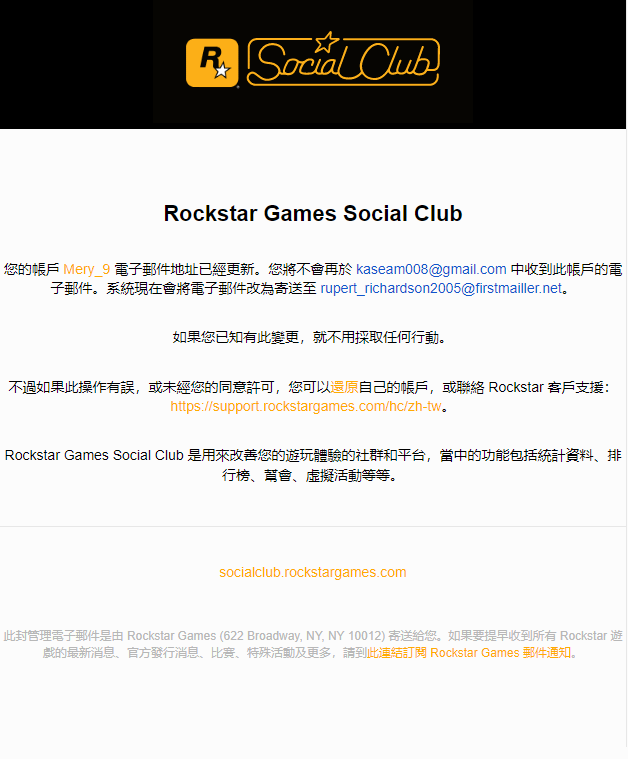 R
Social Club
Rockstar Games Social Club
您的帳戶 Mery_9 電子郵件地址已經更新。您將不會再於 kaseam008@gmail.com 中收到此帳戶的電
子郵件。系統現在會將電子郵件改為寄送至 rupert_richardson2005@firstmailler.net。
如果您已知有此變更，就不用採取任何行動。
不過如果此操作有誤，或未經您的同意許可，您可以還原自己的帳戶，或聯絡 Rockstar 客戶支援：
https://support.rockstargames.com/hc/zh-tw。
Rockstar Games Social Club 是用來改善您的遊玩體驗的社群和平台，當中的功能包括統計資料、排
行榜、幫會、虛擬活動等等。
socialclub.rockstargames.com
此封管理電子郵件是由 Rockstar Games (622 Broadway, NY, NY 10012) 寄送給您。如果要提早收到所有 Rockstar 遊
戲的最新消息、官方發行消息、比賽、特殊活動及更多，請到此連結訂閱 Rockstar Games 郵件通知。